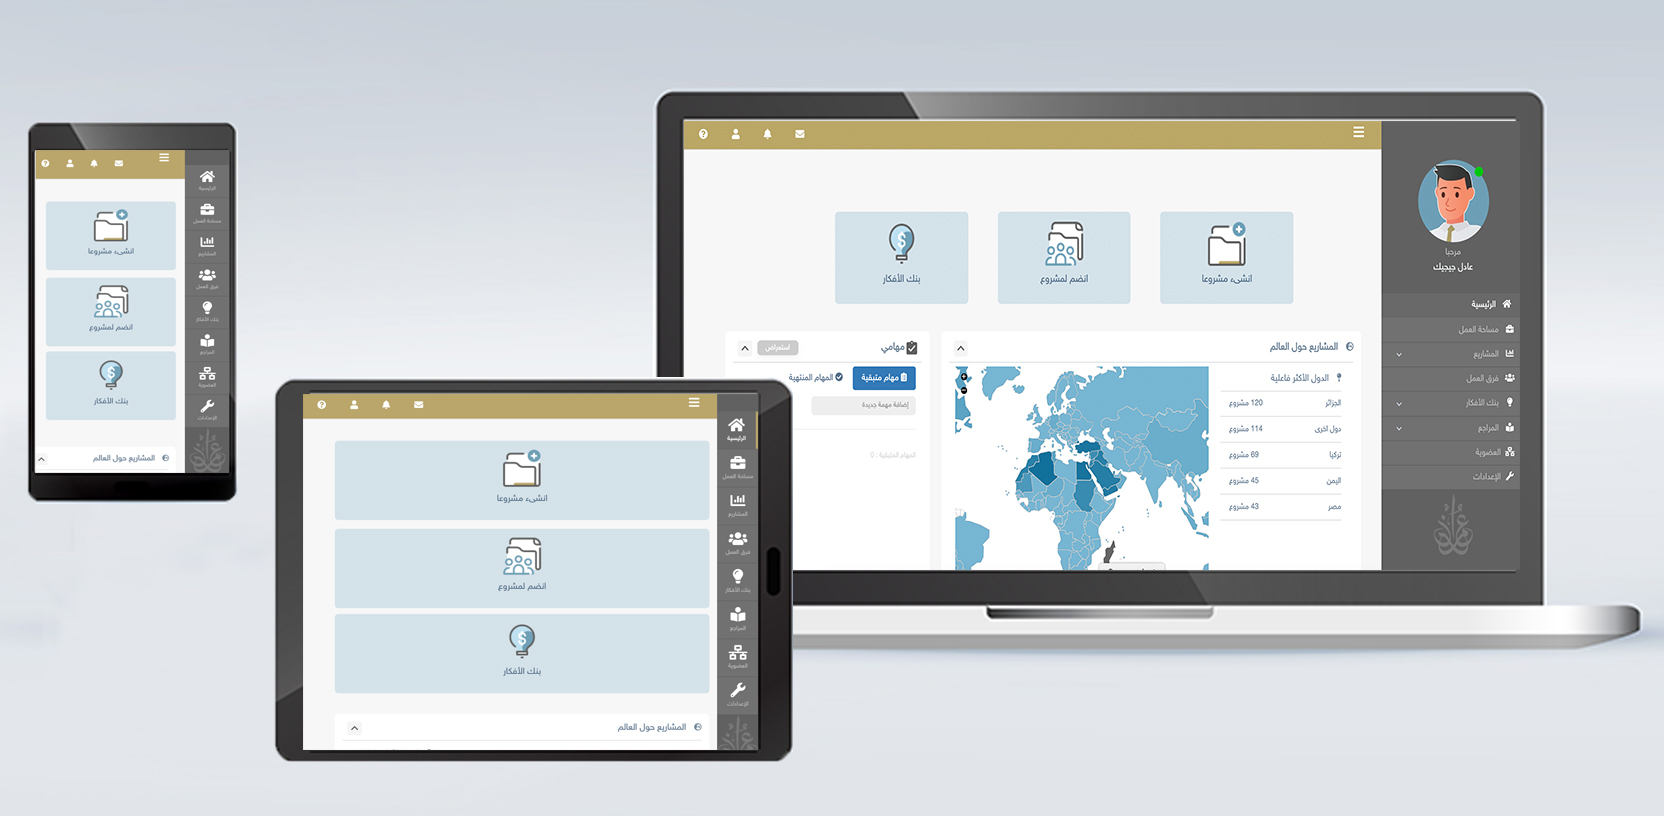 الرئيسية
مساحة العمل
المشاريع
فرق العمل
بنك الأفكار
المراجع
العضوية
الإعدادات
انشىء مشروعا
انضم لمشروع
بنك الأفكار
المشاريع حول العالم
الرئيسية
مساحة العمل
المشاريع
فرق العمل
بنك الأفكار
المراجع
العضوية
الإعدادات
انشىء مشروعا
انضم لمشروع
بنك الأفكار
المشاريع حول العالم
مرحبا
عادل جيجيك
الرئيسية
مساحة العمل
المشاريع
فرق العمل
بنك الأفكار
المراجع
العضوية
الإعدادات
انشىء مشروعا
انضم لمشروع
بنك الأفكار
المشاريع حول العالم
الدول الأكثر فاعلية
الجزائر 120 مشروع
دول اخرى 114 مشروع
تركيا 69 مشروع
اليمن 45 مشروع
مصر 43 مشروع
مهامي
استعراض
مهام متبقية
المهام المنتهية
إضافة مهمة جديدة
المهام المتبقية : 0